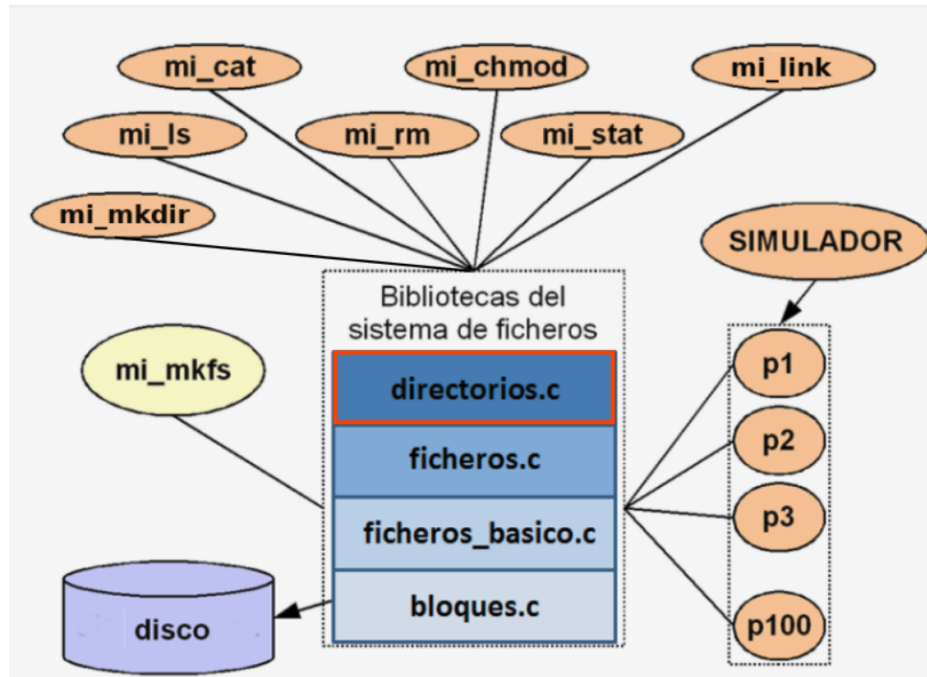 mi_cat
mi_chmod
mi_link
mi_ls
mi_rm
mi_stat
mi_mkdir
SIMULADOR
Bibliotecas del
sistema de ficheros
mi_mkfs
directorios.c
ficheros.c
ficheros_basico.c
bloques.c
disco
p1
p2
p3
p100